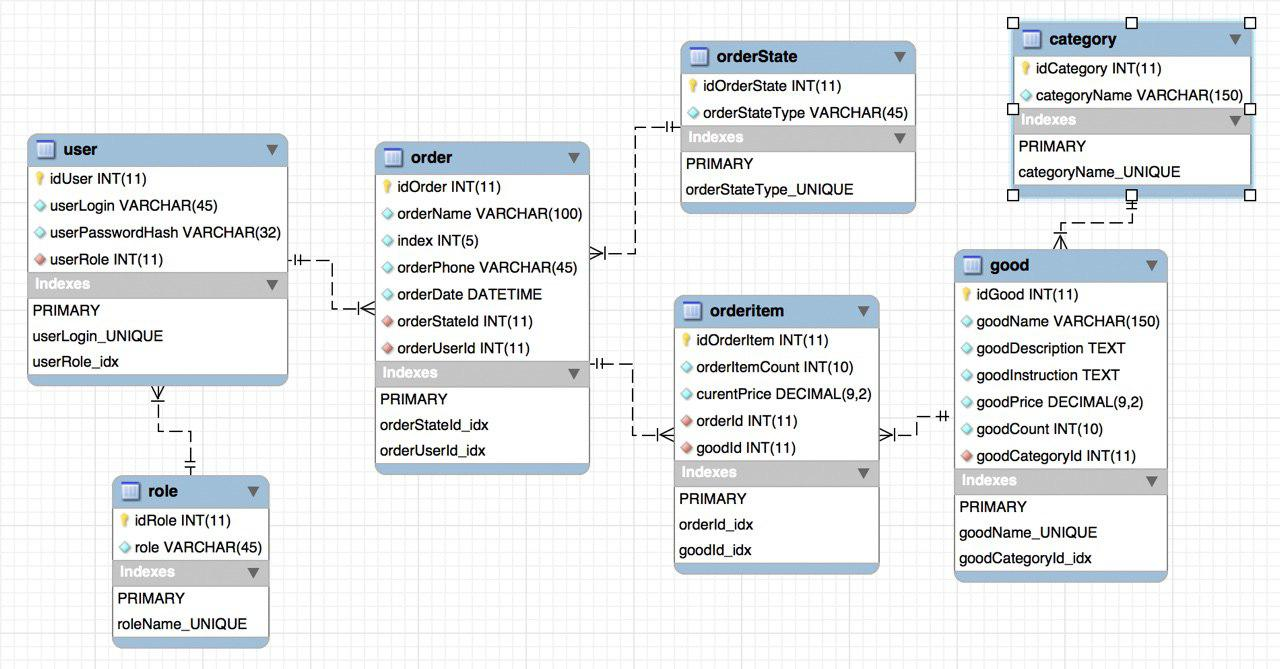 user
idUser INT(11)
userLogin VARCHAR(45)
userPasswordHash VARCHAR(32)
userRole INT(11)
Indexes
PRIMARY
userLogin_UNIQUE
userRole_idx
role
idRole INT(11)
role VARCHAR(45)
Indexes
PRIMARY
roleName_UNIQUE
order
idOrder INT(11)
orderName VARCHAR(100)
index INT(5)
orderPhone VARCHAR(45)
orderDate DATETIME
orderStateId INT(11)
orderUserId INT(11)
Indexes
PRIMARY
orderStateId_idx
orderUserId_idx
orderState
idOrderState INT(11)
orderStateType VARCHAR(45)
Indexes
PRIMARY
orderStateType_UNIQUE
orderitem
idOrderItem INT(11)
orderItemCount INT(10)
curentPrice DECIMAL(9,2)
orderId INT(11)
goodId INT(11)
Indexes
PRIMARY
orderId_idx
goodId_idx
category
idCategory INT(11)
categoryName VARCHAR(150)
Indexes
PRIMARY
categoryName_UNIQUE
good
idGood INT(11)
goodName VARCHAR(150)
goodDescription TEXT
goodInstruction TEXT
goodPrice DECIMAL(9,2)
goodCount INT(10)
goodCategoryId INT(11)
Indexes
PRIMARY
goodName_UNIQUE
goodCategoryId_idx